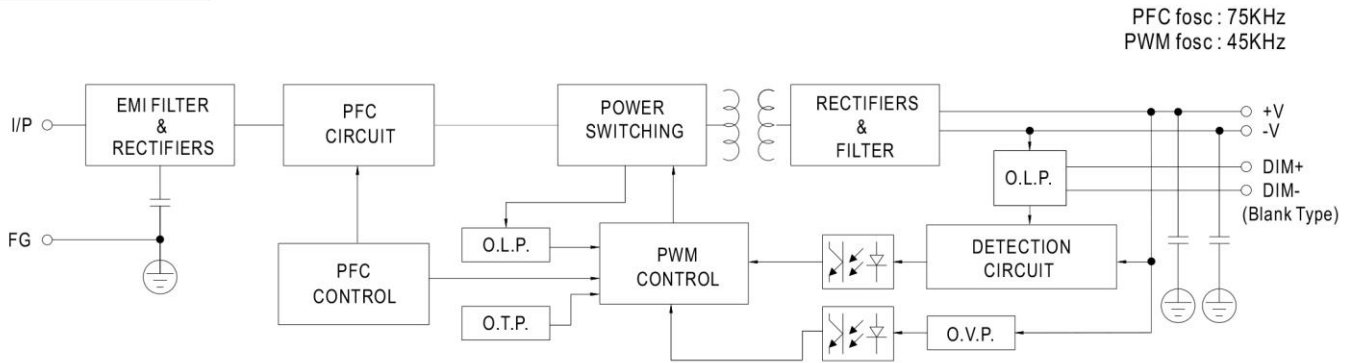 PFC fosc : 75KHz
PWM fosc : 45KHz
I/P
EMI FILTER
&
RECTIFIERS
PFC
CIRCUIT
POWER
SWITCHING
RECTIFIERS
&
FILTER
+V
-V
O.L.P.
DIM+
DIM-
(Blank Type)
FG
PFC
CONTROL
O.L.P.
O.T.P.
PWM
CONTROL
DETECTION
CIRCUIT
O.V.P.